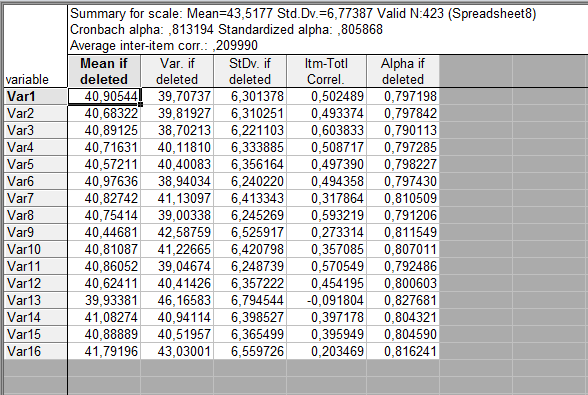 Summary for scale: Mean=43,5177 Std.Dv.=6,77387 Valid N:423 (Spreadsheet8)
Cronbach alpha: ,813194 Standardized alpha: ,805868
Average inter-item corr.: ,209990
variable Mean if deleted Var. if deleted StDv. if deleted Itm-Totl Correl. Alpha if deleted
Var1 40,90544 39,70737 6,301378 0,502489 0,797198
Var2 40,68322 39,81927 6,310251 0,493374 0,797842
Var3 40,89125 38,70213 6,221103 0,603833 0,790113
Var4 40,71631 40,11810 6,333885 0,508717 0,797285
Var5 40,57211 40,40083 6,356164 0,497390 0,798227
Var6 40,97636 38,94034 6,240220 0,494358 0,797430
Var7 40,82742 41,13097 6,413343 0,317864 0,810509
Var8 40,75414 39,00338 6,245269 0,593219 0,791206
Var9 40,44681 42,58759 6,525917 0,273314 0,811549
Var10 40,81087 41,22665 6,420798 0,357085 0,807011
Var11 40,86052 39,04674 6,248739 0,570549 0,792486
Var12 40,62411 40,41426 6,357222 0,454195 0,800603
Var13 39,93381 46,16583 6,794544 -0,091804 0,827681
Var14 41,08274 40,94114 6,398527 0,397178 0,804321
Var15 40,88889 40,51957 6,365499 0,395949 0,804590
Var16 41,79196 43,03001 6,559726 0,203469 0,816241